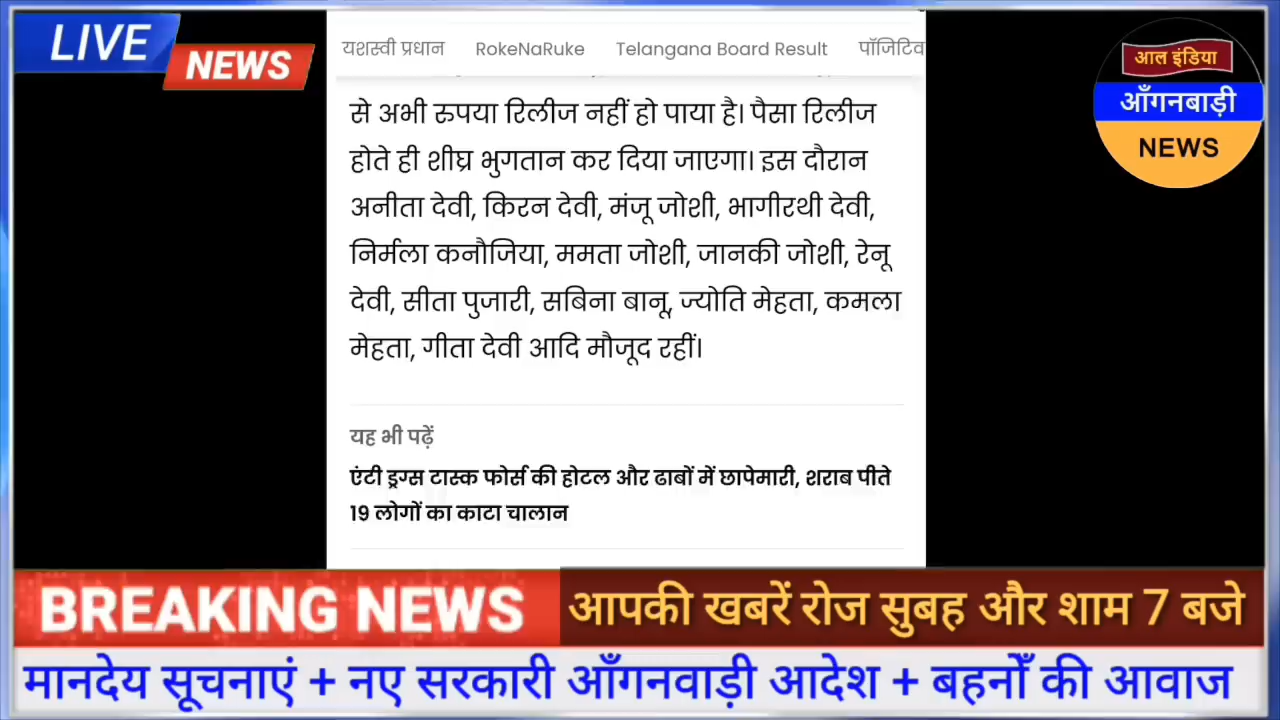 LIVE
NEWS
यशस्वी प्रधान RokeNaRuke Telangana Board Result पॉजिटिव
आल इंडिया
आँगनबाड़ी
NEWS
से अभी रुपया रिलीज नहीं हो पाया है। पैसा रिलीज
होते ही शीघ्र भुगतान कर दिया जाएगा। इस दौरान
अनीता देवी, किरन देवी, मंजू जोशी, भागीरथी देवी,
निर्मला कनौजिया, ममता जोशी, जानकी जोशी, रेनू
देवी, सीता पुजारी, सबिना बानू, ज्योति मेहता, कमला
मेहता, गीता देवी आदि मौजूद रहीं।
यह भी पढ़ें
एंटी ड्रग्स टास्क फोर्स की होटल और ढाबों में छापेमारी, शराब पीते
19 लोगों का काटा चालान
BREAKING NEWS
आपकी खबरें रोज सुबह और शाम 7 बजे
मानदेय सूचनाएं + नए सरकारी आँगनवाड़ी आदेश + बहनोँ की आवाज